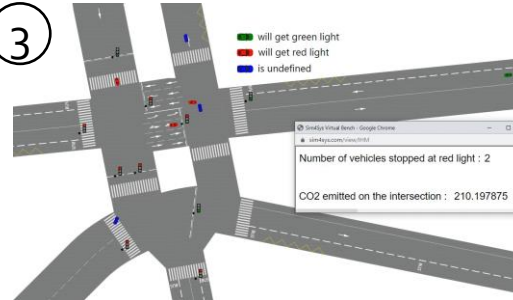 3
will get green light
will get red light
is undefined
Sim4Sys Virtual Bench - Google Chrome
sim4sys.com/view/IHM
Number of vehicles stopped at red light : 2
CO2 emitted on the intersection : 210.197875